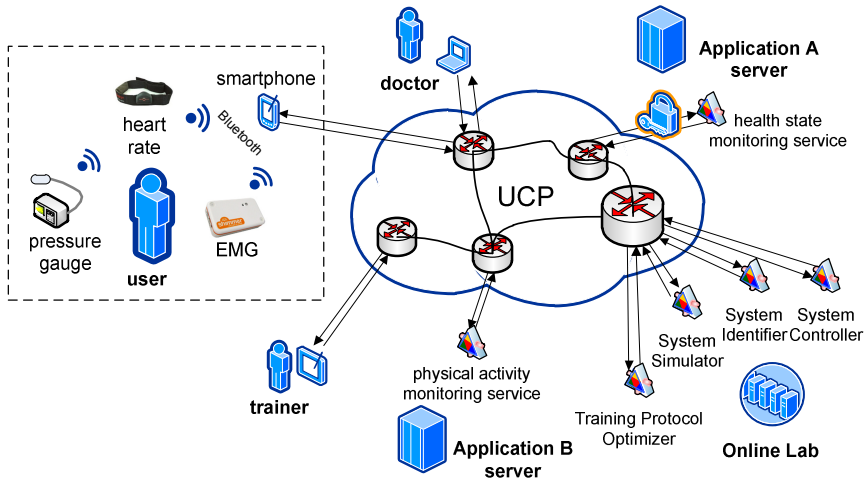 doctor
Application A
server
smartphone
heart
rate
Bluetooth
health state
monitoring service
UCP
pressure
gauge
user
EMG
System
Simulator
System
Identifier
System
Controller
trainer
physical activity
monitoring service
Training Protocol
Optimizer
Application B
server
Online Lab